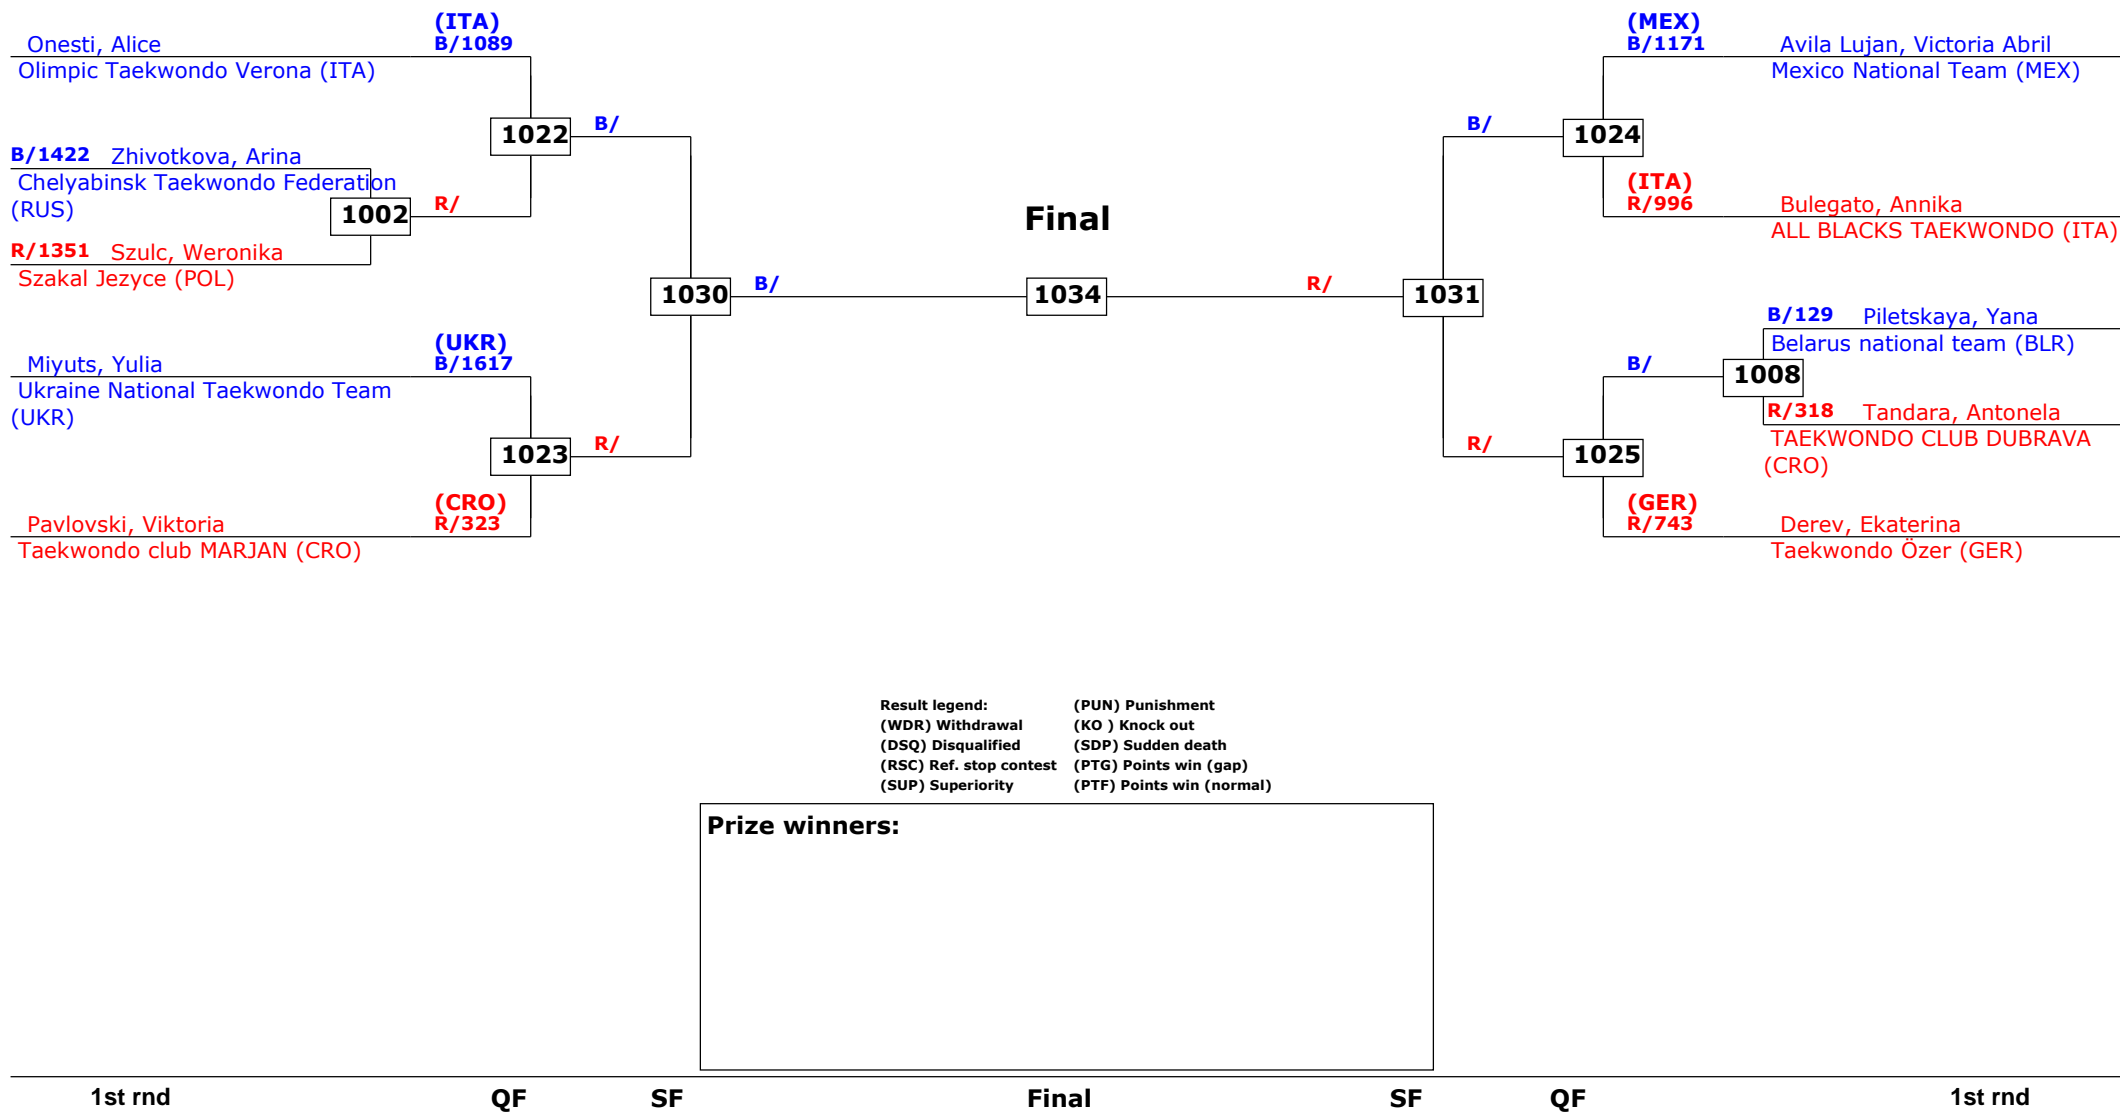 (ITA)
Onesti, Alice B/1089
Olimpic Taekwondo Verona (ITA)
1022 B/
B/1422 Zhivotkova, Arina
Chelyabinsk Taekwondo Federation
(RUS)
1002 R/
R/1351 Szulc, Weronika
Szakal Jezyce (POL)
1030 B/
(UKR)
Miyuts, Yulia B/1617
Ukraine National Taekwondo Team
(UKR)
1023 R/
(CRO)
Pavlovski, Viktoria R/323
Taekwondo club MARJAN (CRO)
Final
1034
(MEX)
B/1171 Avila Lujan, Victoria Abril
Mexico National Team (MEX)
B/ 1024
(ITA)
R/996 Bulegato, Annika
ALL BLACKS TAEKWONDO (ITA)
R/ 1031
B/129 Piletskaya, Yana
Belarus national team (BLR)
B/ 1008
R/318 Tandara, Antonela
TAEKWONDO CLUB DUBRAVA
(CRO)
R/ 1025
(GER)
R/743 Derev, Ekaterina
Taekwondo Özer (GER)
Result legend: (PUN) Punishment
(WDR) Withdrawal (KO ) Knock out
(DSQ) Disqualified (SDP) Sudden death
(RSC) Ref. stop contest (PTG) Points win (gap)
(SUP) Superiority (PTF) Points win (normal)
Prize winners:
1st rnd QF SF Final SF QF 1st rnd